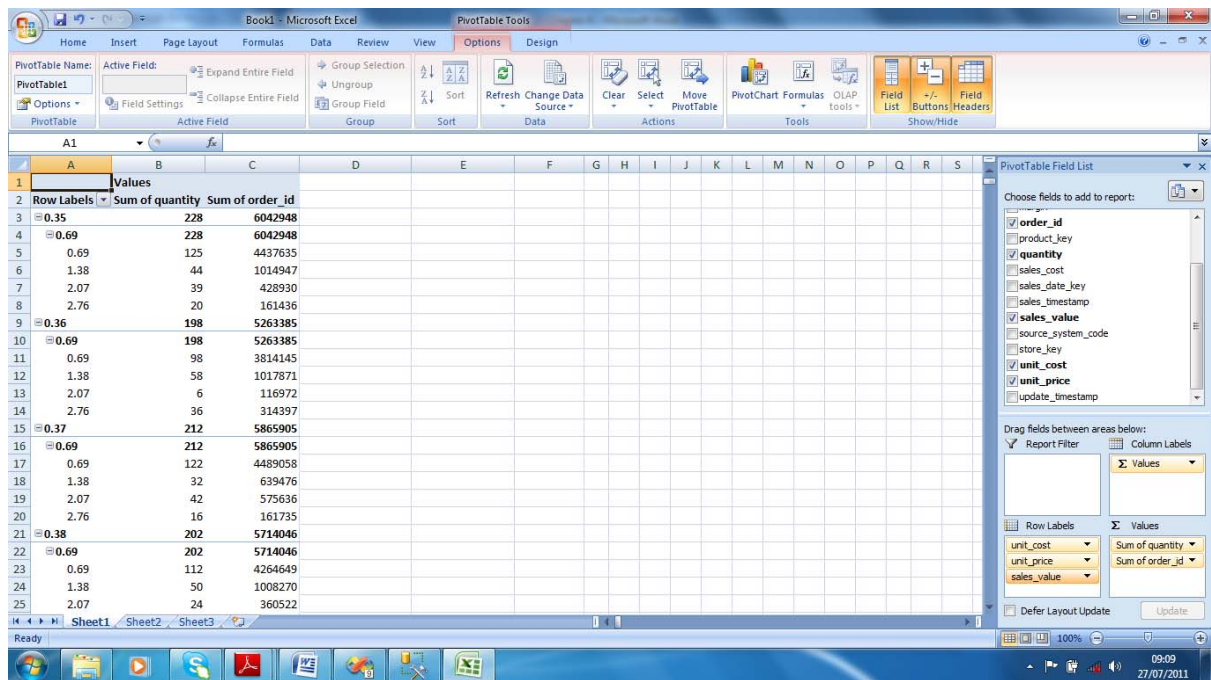 Book1 - Microsoft Excel
PivotTable Tools
Home Insert Page Layout Formulas Data Review View Options Design
PivotTable Name:
PivotTable1
Options
PivotTable
Active Field:
Field Settings
Expand Entire Field
Collapse Entire Field
Active Field
Group Selection
Ungroup
Group Field
Group
Sort
Sort
Refresh
Change Data Source
Data
Clear
Select
Move PivotTable
Actions
PivotChart
Formulas
OLAP tools
Tools
Field List
+/- Buttons
Field Headers
Show/Hide
A1 fx
A B C D E F G H I J K L M N O P Q R S
1 Values
2 Row Labels Sum of quantity Sum of order_id
3 0.35 228 6042948
4 0.69 228 6042948
5 0.69 125 4437635
6 1.38 44 1014947
7 2.07 39 428930
8 2.76 20 161436
9 0.36 198 5263385
10 0.69 198 5263385
11 0.69 98 3814145
12 1.38 58 1017871
13 2.07 6 116972
14 2.76 36 314397
15 0.37 212 5865905
16 0.69 212 5865905
17 0.69 122 4489058
18 1.38 32 639476
19 2.07 42 575636
20 2.76 16 161735
21 0.38 202 5714046
22 0.69 202 5714046
23 0.69 112 4264649
24 1.38 50 1008270
25 2.07 24 360522
Sheet1 Sheet2 Sheet3
Ready
PivotTable Field List
Choose fields to add to report:
order_id
product_key
quantity
sales_cost
sales_date_key
sales_timestamp
sales_value
source_system_code
store_key
unit_cost
unit_price
update_timestamp
Drag fields between areas below:
Report Filter
Column Labels
Σ Values
Row Labels
Σ Values
unit_cost
Sum of quantity
unit_price
Sum of order_id
sales_value
Defer Layout Update
Update
100%
09:09
27/07/2011